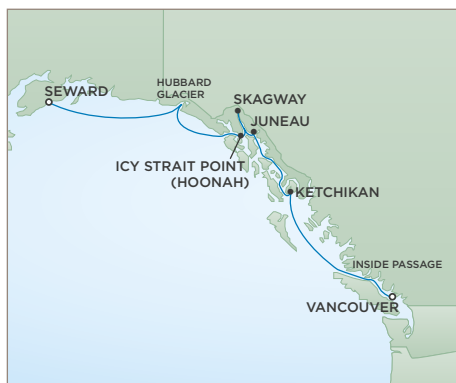 SEWARD
HUBBARD
GLACIER
SKAGWAY
JUNEAU
ICY STRAIT POINT
(HOONAH)
KETCHIKAN
INSIDE PASSAGE
VANCOUVER